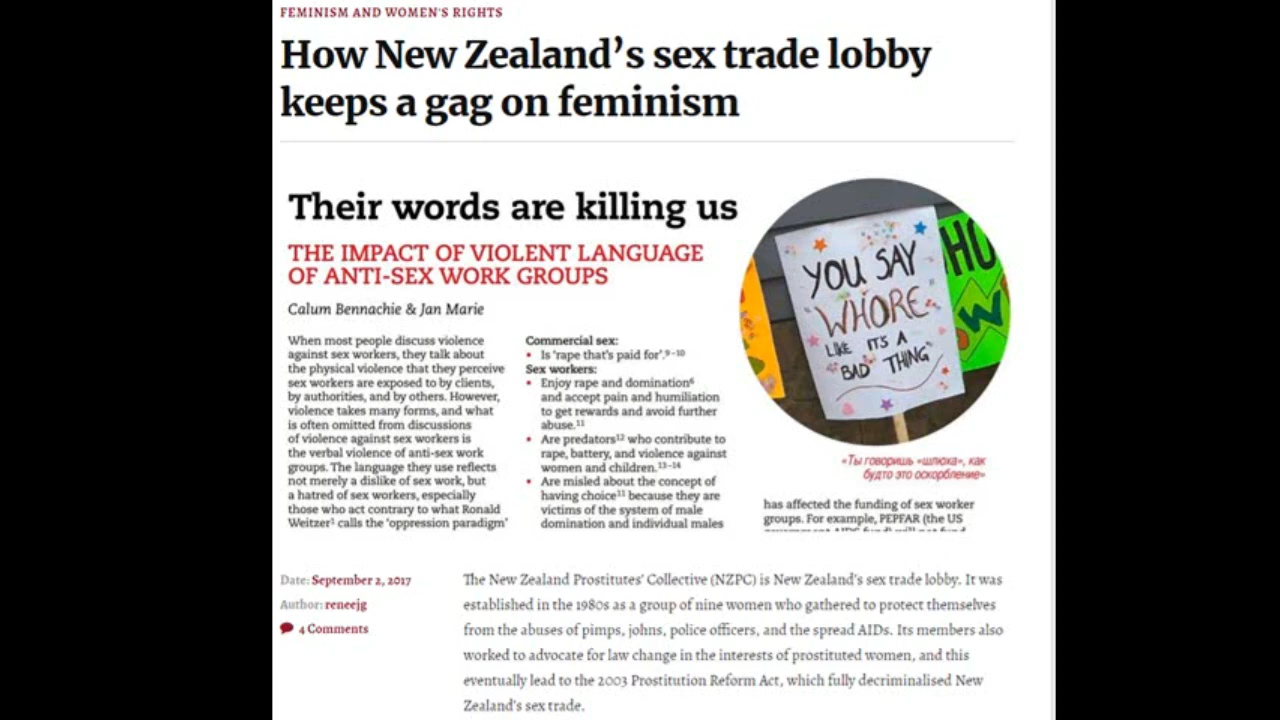 FEMINISM AND WOMEN'S RIGHTS
How New Zealand's sex trade lobby
keeps a gag on feminism
Their words are killing us
THE IMPACT OF VIOLENT LANGUAGE
OF ANTI-SEX WORK GROUPS
Calum Bennachie & Jan Marie
When most people discuss violence
against sex workers, they talk about
the physical violence that they perceive
sex workers are exposed to by clients,
by authorities, and by others. However,
violence takes many forms, and what
is often omitted from discussions
of violence against sex workers is
the verbal violence of anti-sex work
groups. The language they use reflects
not merely a dislike of sex work, but
a hatred of sex workers, especially
those who act contrary to what Ronald
Weitzer¹ calls the 'oppression paradigm'
Commercial sex:
• Is 'rape that's paid for'.⁹⁻¹⁰
Sex workers:
• Enjoy rape and domination⁶
and accept pain and humiliation
to get rewards and avoid further
abuse.¹¹
• Are predators¹² who contribute to
rape, battery, and violence against
women and children.¹³⁻¹⁴
• Are misled about the concept of
having choice¹¹ because they are
victims of the system of male
domination and individual males
YOU SAY
"WHORE"
LIKE IT'S A
BAD THING
HO
W
«Ты говоришь «шлюха», как
будто это оскорбление»
has affected the funding of sex worker
groups. For example, PEPFAR (the US
Date: September 2, 2017
Author: reneejg
4 Comments
The New Zealand Prostitutes' Collective (NZPC) is New Zealand's sex trade lobby. It was
established in the 1980s as a group of nine women who gathered to protect themselves
from the abuses of pimps, johns, police officers, and the spread AIDs. Its members also
worked to advocate for law change in the interests of prostituted women, and this
eventually lead to the 2003 Prostitution Reform Act, which fully decriminalised New
Zealand's sex trade.